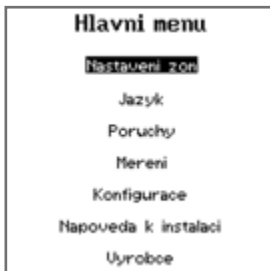 Hlavni menu
Nastaveni zon
Jazyk
Poruchy
Mereni
Konfigurace
Napoveda k instalaci
Vyrobce